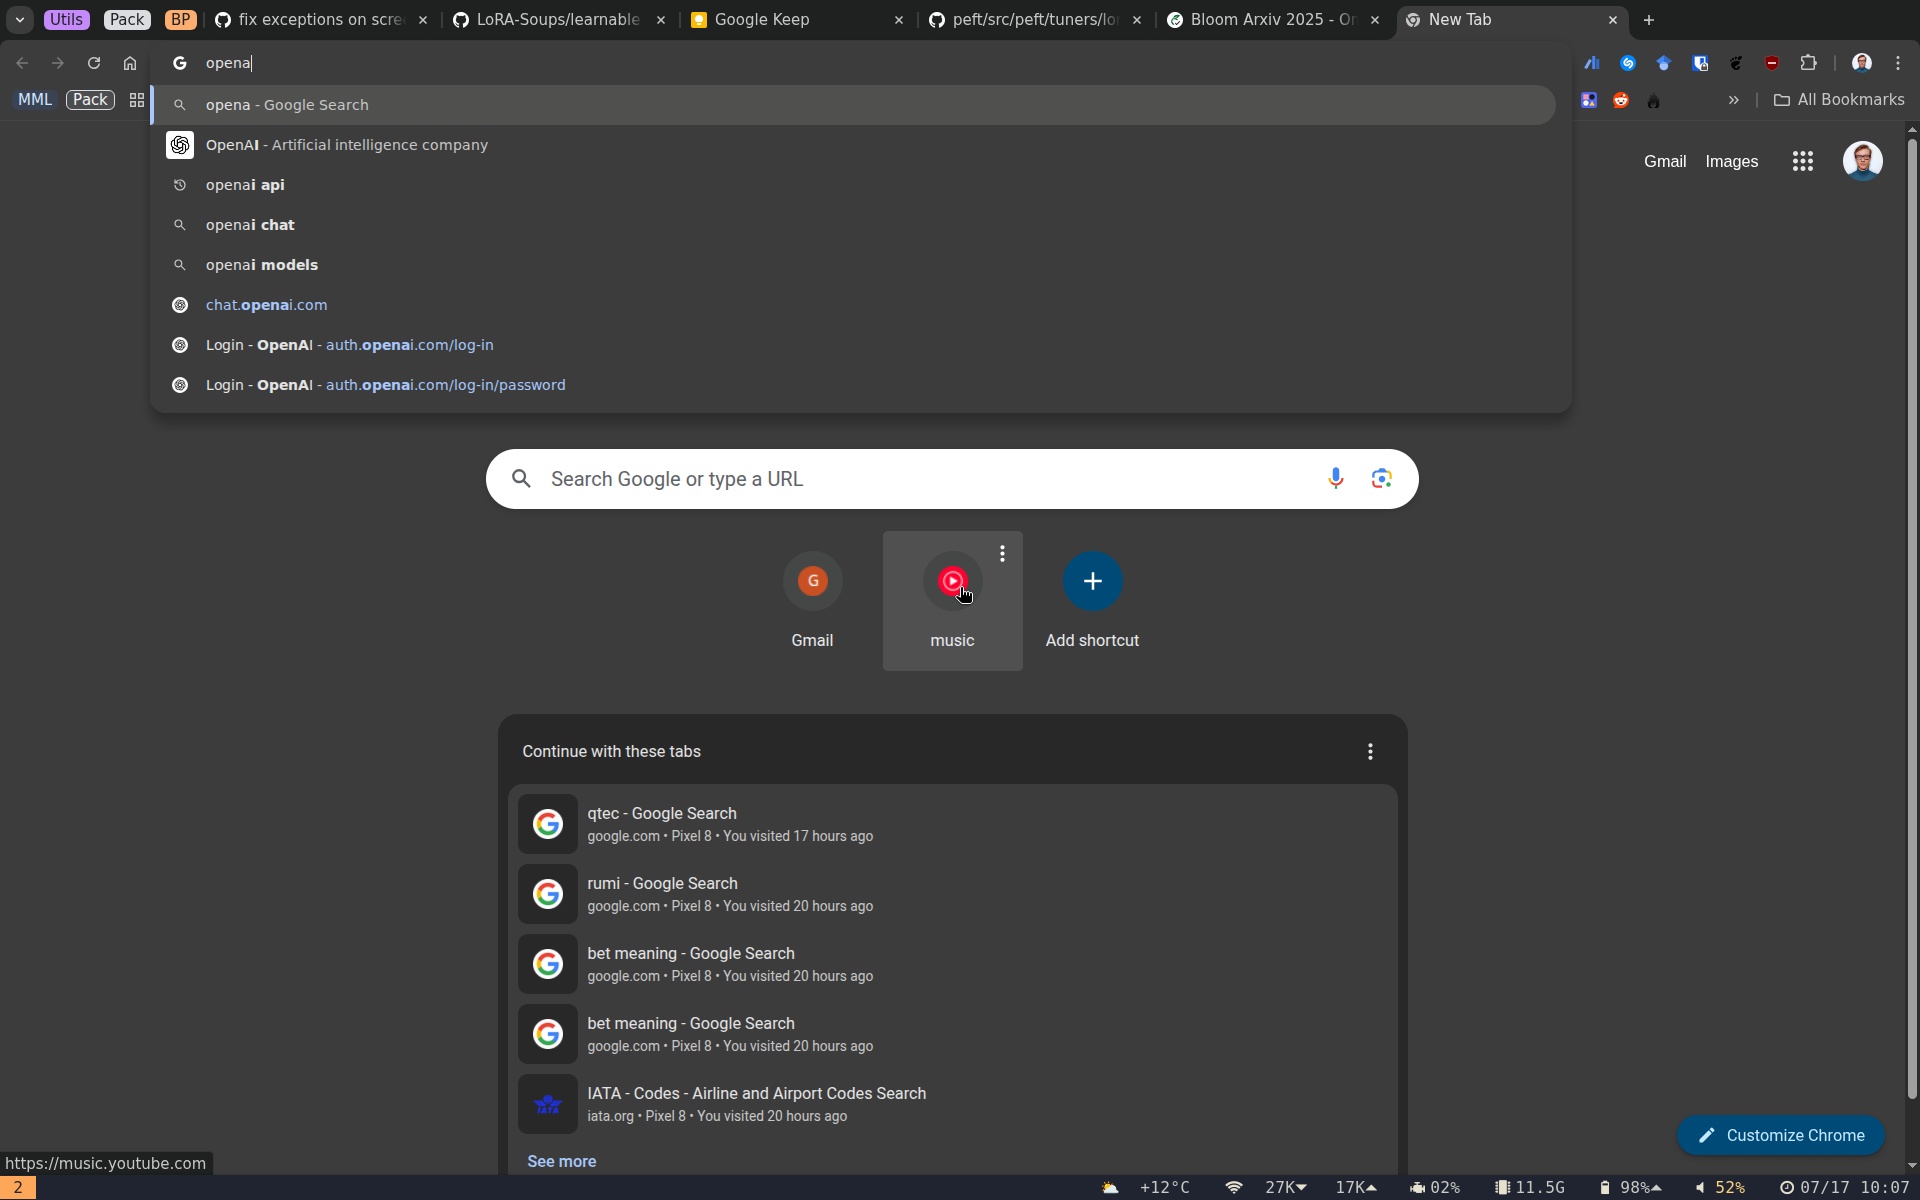 Utils Pack BP fix exceptions on scre LoRA-Soups/learnable Google Keep peft/src/peft/tuners/lo Bloom Arxiv 2025 - On New Tab
opena
MML Pack
All Bookmarks
opena - Google Search
OpenAI - Artificial intelligence company
openai api
openai chat
openai models
chat.openai.com
Login - OpenAI - auth.openai.com/log-in
Login - OpenAI - auth.openai.com/log-in/password
Gmail Images
Search Google or type a URL
Gmail music Add shortcut
Continue with these tabs
qtec - Google Search
google.com • Pixel 8 • You visited 17 hours ago
rumi - Google Search
google.com • Pixel 8 • You visited 20 hours ago
bet meaning - Google Search
google.com • Pixel 8 • You visited 20 hours ago
bet meaning - Google Search
google.com • Pixel 8 • You visited 20 hours ago
IATA - Codes - Airline and Airport Codes Search
iata.org • Pixel 8 • You visited 20 hours ago
See more
Customize Chrome
https://music.youtube.com
2 +12°C 27K 17K 02% 11.5G 98% 52% 07/17 10:07